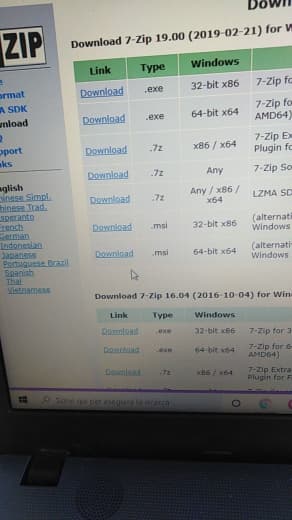 Down
ZIP
Download 7-Zip 19.00 (2019-02-21) for W
Link Type Windows
Download .exe 32-bit x86 7-Zip fo
Download .exe 64-bit x64 7-Zip fo
AMD64)
Download .7z x86 / x64 7-Zip Ex
Plugin fo
Download .7z Any 7-Zip So
Download .7z Any / x86 / x64 LZMA SD
Download .msi 32-bit x86 (alternati
Windows
Download .msi 64-bit x64 (alternati
Windows
e
ormat
A SDK
wnload
Q
pport
ks
glish
hinese Simpl.
hinese Trad.
speranto
French
German
Indonesian
Japanese
Portuguese Brazil
Spanish
Thai
Vietnamese
Download 7-Zip 16.04 (2016-10-04) for Win
Link Type Windows
Download .exe 32-bit x86 7-Zip for 3
Download .exe 64-bit x64 7-Zip for 6
AMD64)
Download .7z x86 / x64 7-Zip Extra
Plugin for F
Scrivi qui per eseguire la ricerca